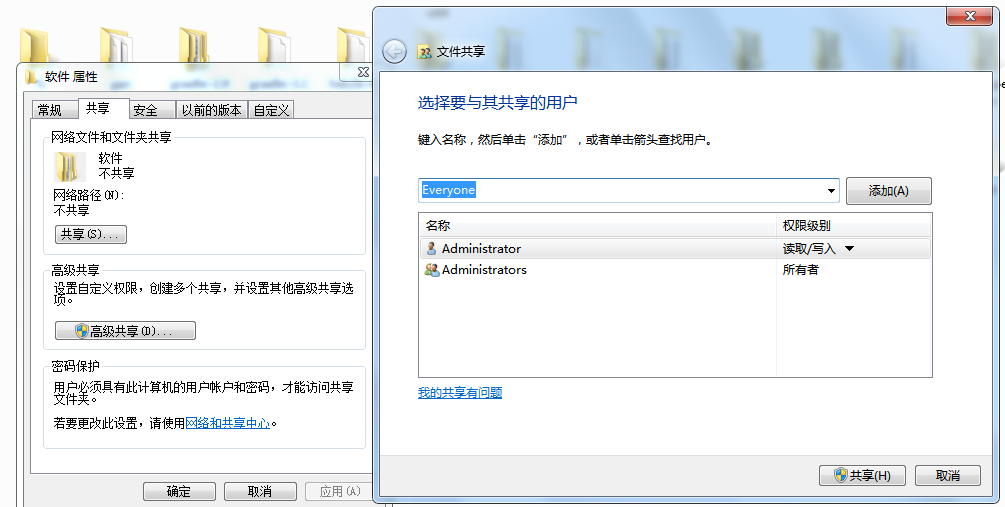 软件 属性
常规
共享
安全
以前的版本
自定义
网络文件和文件夹共享
软件
不共享
网络路径(N):
不共享
共享(S)...
高级共享
设置自定义权限，创建多个共享，并设置其他高级共享选
项。
高级共享(D)...
密码保护
用户必须具有此计算机的用户帐户和密码，才能访问共享
文件夹。
若要更改此设置，请使用网络和共享中心。
确定
取消
应用(A)
文件共享
选择要与其共享的用户
键入名称，然后单击“添加”，或者单击箭头查找用户。
Everyone
添加(A)
名称
权限级别
Administrator
读取/写入
Administrators
所有者
我的共享有问题
共享(H)
取消